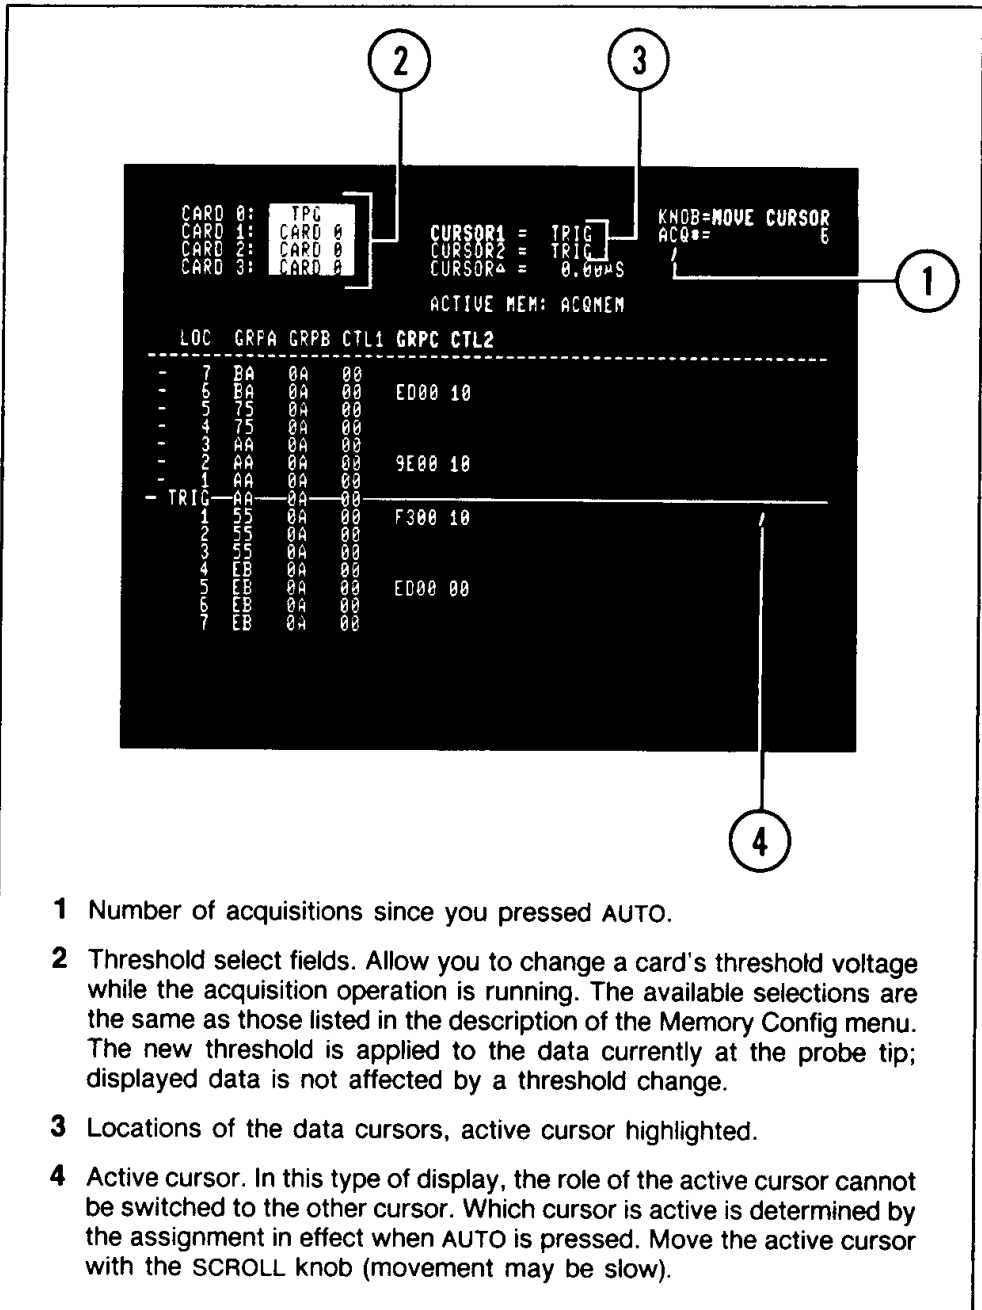 2
3
CARD 0: TPG
CARD 1: CARD 0
CARD 2: CARD 0
CARD 3: CARD 0
CURSOR1 = TRIG
CURSOR2 = TRIG
CURSOR△ = 0.00µS
KNOB=MOVE CURSOR
ACQ#= 6
1
ACTIVE MEM: ACQMEM
LOC GRPA GRPB CTL1 GRPC CTL2
- 7 BA 0A 00
- 6 BA 0A 00 ED00 10
- 5 75 0A 00
- 4 75 0A 00
- 3 AA 0A 00
- 2 AA 0A 00 9E00 10
- 1 AA 0A 00
- TRIG AA 0A 00
1 55 0A 00 F300 10
2 55 0A 00
3 55 0A 00
4 EB 0A 00
5 EB 0A 00 ED00 00
6 EB 0A 00
7 EB 0A 00
4
1 Number of acquisitions since you pressed AUTO.
2 Threshold select fields. Allow you to change a card's threshold voltage
while the acquisition operation is running. The available selections are
the same as those listed in the description of the Memory Config menu.
The new threshold is applied to the data currently at the probe tip;
displayed data is not affected by a threshold change.
3 Locations of the data cursors, active cursor highlighted.
4 Active cursor. In this type of display, the role of the active cursor cannot
be switched to the other cursor. Which cursor is active is determined by
the assignment in effect when AUTO is pressed. Move the active cursor
with the SCROLL knob (movement may be slow).